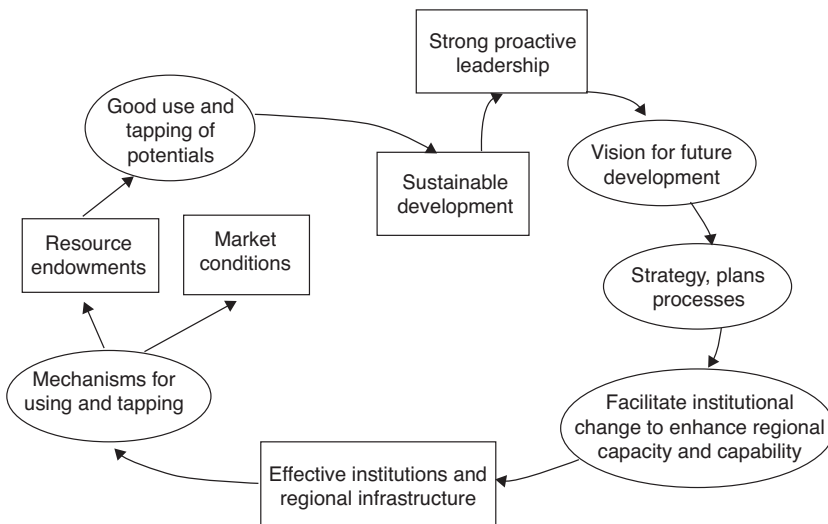 Strong proactive
leadership
Good use and
tapping of
potentials
Vision for future
development
Sustainable
development
Resource
endowments
Market
conditions
Strategy, plans
processes
Mechanisms for
using and tapping
Facilitate institutional
change to enhance regional
capacity and capability
Effective institutions and
regional infrastructure